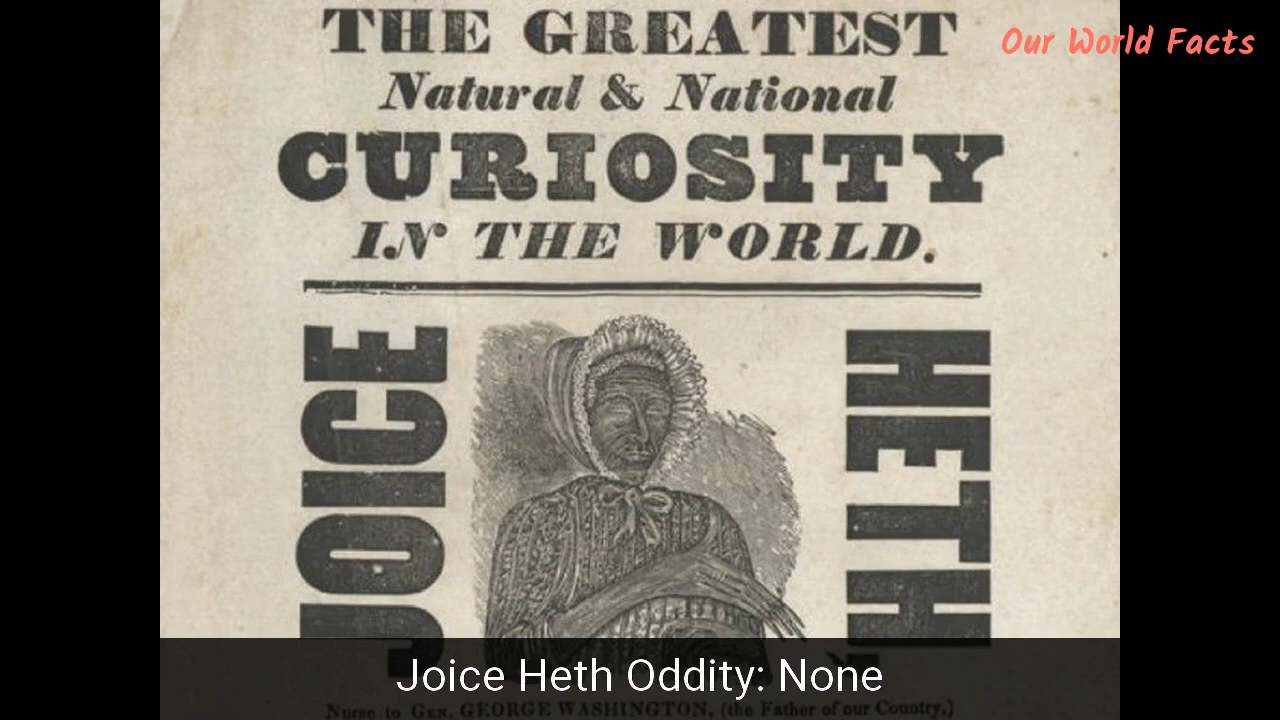 THE GREATEST
Our World Facts
Natural & National
CURIOSITY
IN THE WORLD.
JOICE
HETH,
Joice Heth Oddity: None
Nurse to GEN. GEORGE WASHINGTON, (the Father of our Country,)